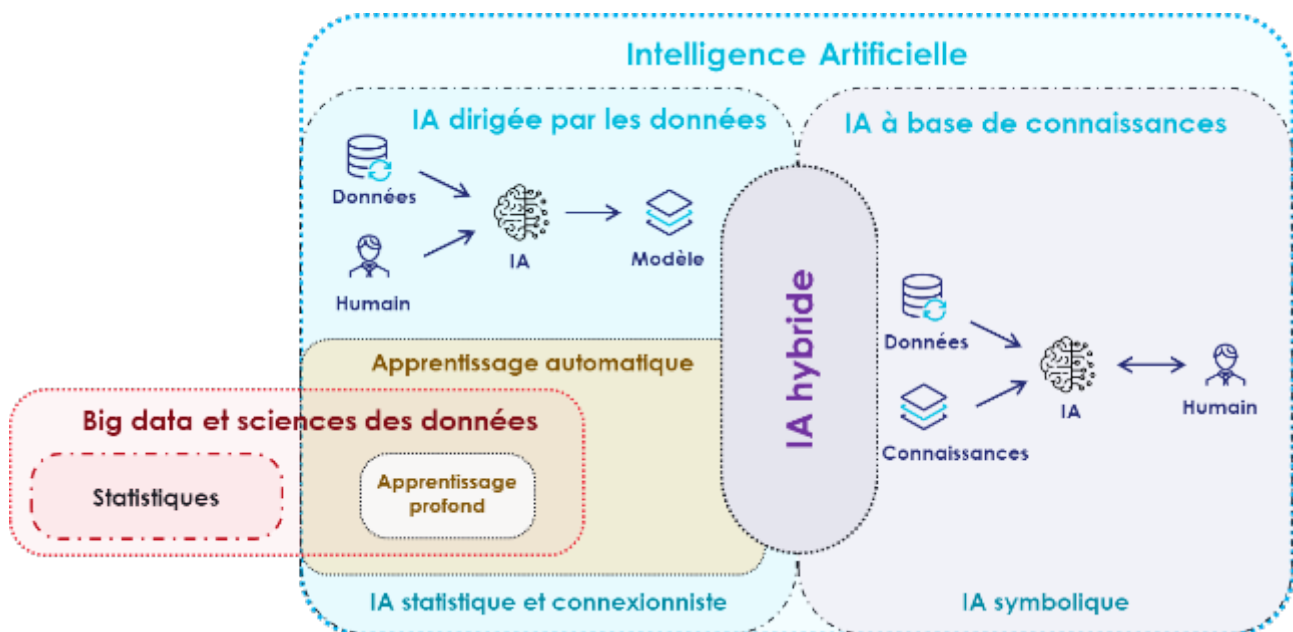 Intelligence Artificielle
IA dirigée par les données
IA à base de connaissances
Données
Humain
IA
Modèle
IA hybride
Données
Connaissances
IA
Humain
Apprentissage automatique
Big data et sciences des données
Statistiques
Apprentissage
profond
IA statistique et connexionniste
IA symbolique